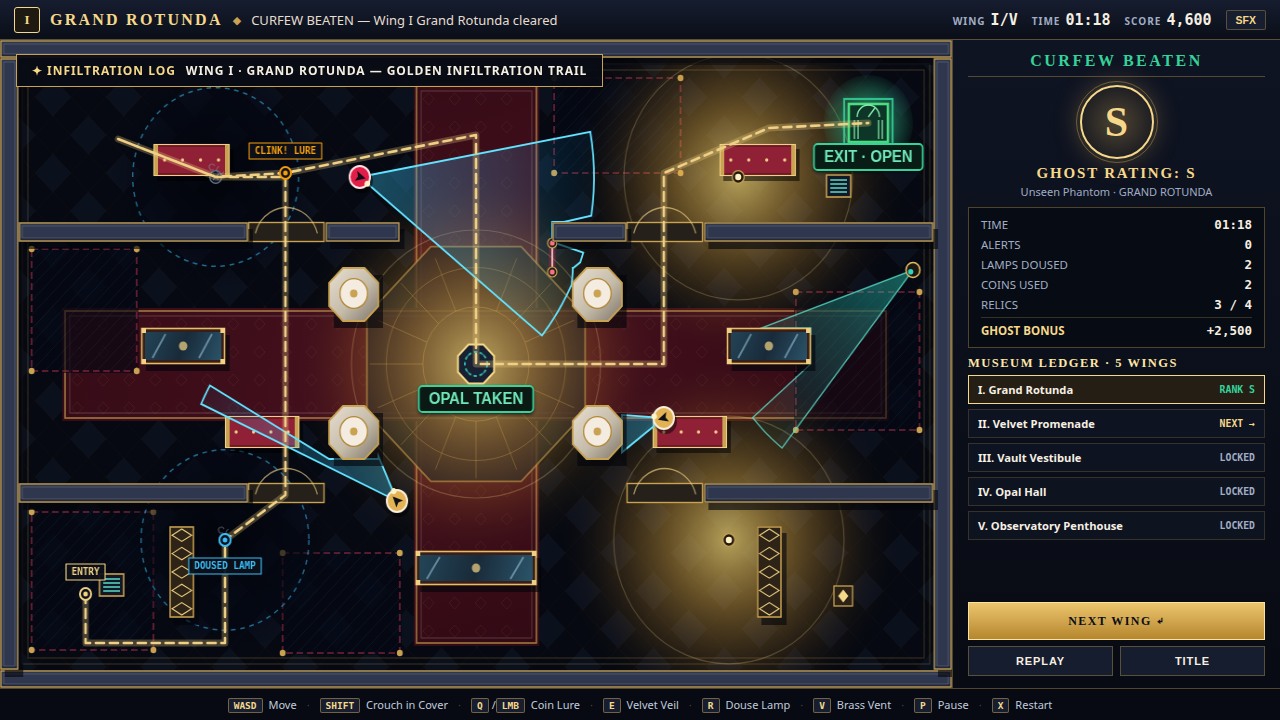 I GRAND ROTUNDA ◆ CURFEW BEATEN — Wing I Grand Rotunda cleared
WING I/V TIME 01:18 SCORE 4,600 SFX
✦ INFILTRATION LOG WING I · GRAND ROTUNDA — GOLDEN INFILTRATION TRAIL
CLINK! LURE
EXIT · OPEN
OPAL TAKEN
DOUSED LAMP
ENTRY
CURFEW BEATEN
S
GHOST RATING: S
Unseen Phantom · GRAND ROTUNDA
TIME 01:18
ALERTS 0
LAMPS DOUSED 2
COINS USED 2
RELICS 3 / 4
GHOST BONUS +2,500
MUSEUM LEDGER · 5 WINGS
I. Grand Rotunda RANK S
II. Velvet Promenade NEXT →
III. Vault Vestibule LOCKED
IV. Opal Hall LOCKED
V. Observatory Penthouse LOCKED
NEXT WING ↲
REPLAY TITLE
WASD Move · SHIFT Crouch in Cover · Q / LMB Coin Lure · E Velvet Veil · R Douse Lamp · V Brass Vent · P Pause · X Restart